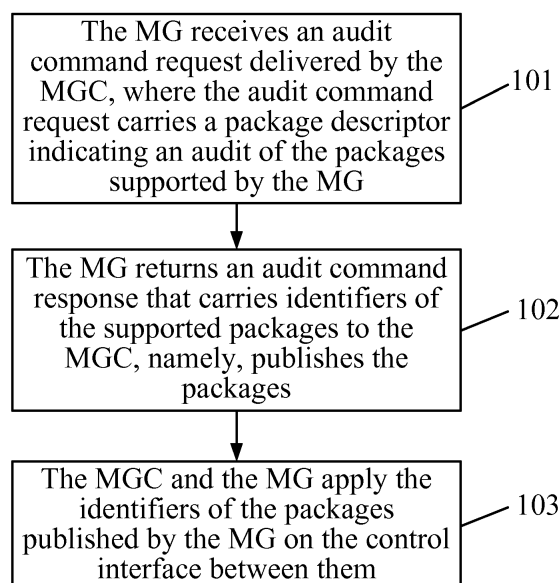 The MG receives an audit
command request delivered by the
MGC, where the audit command
request carries a package descriptor
indicating an audit of the packages
supported by the MG
101
The MG returns an audit command
response that carries identifiers of
the supported packages to the
MGC, namely, publishes the
packages
102
The MGC and the MG apply the
identifiers of the packages
published by the MG on the control
interface between them
103